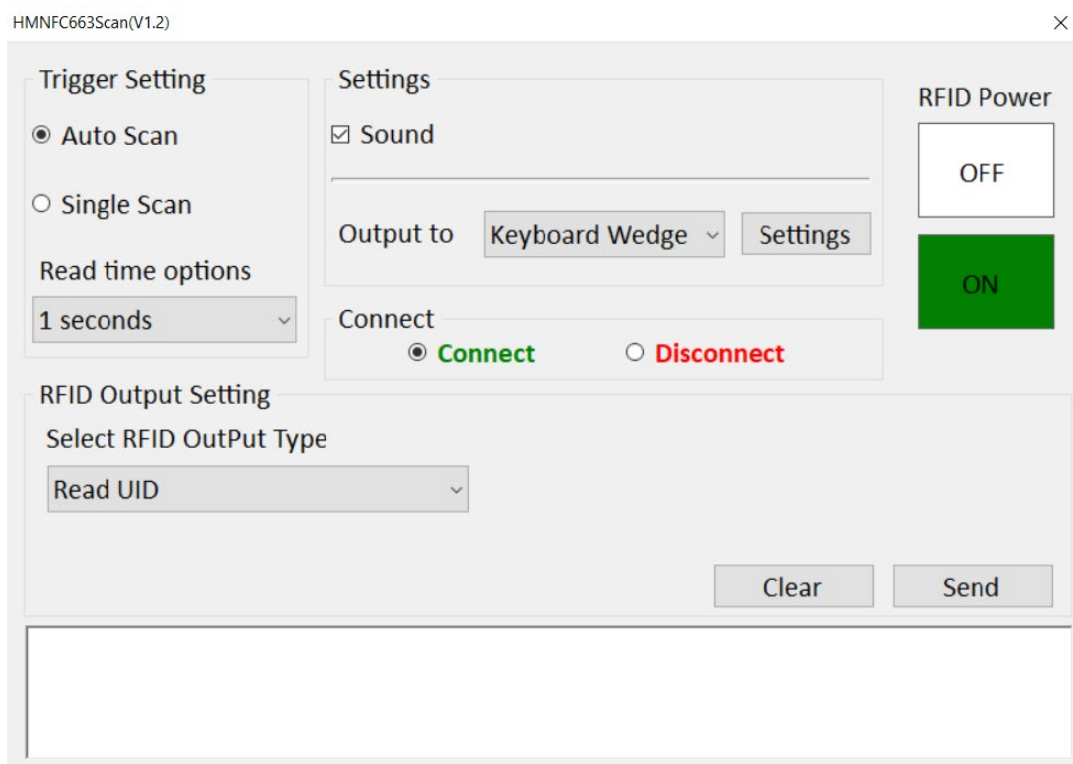 HMNFC663Scan(V1.2)
Trigger Setting
Auto Scan
Single Scan
Read time options
1 seconds
Settings
Sound
Output to
Keyboard Wedge
Settings
Connect
Connect
Disconnect
RFID Power
OFF
ON
RFID Output Setting
Select RFID OutPut Type
Read UID
Clear
Send